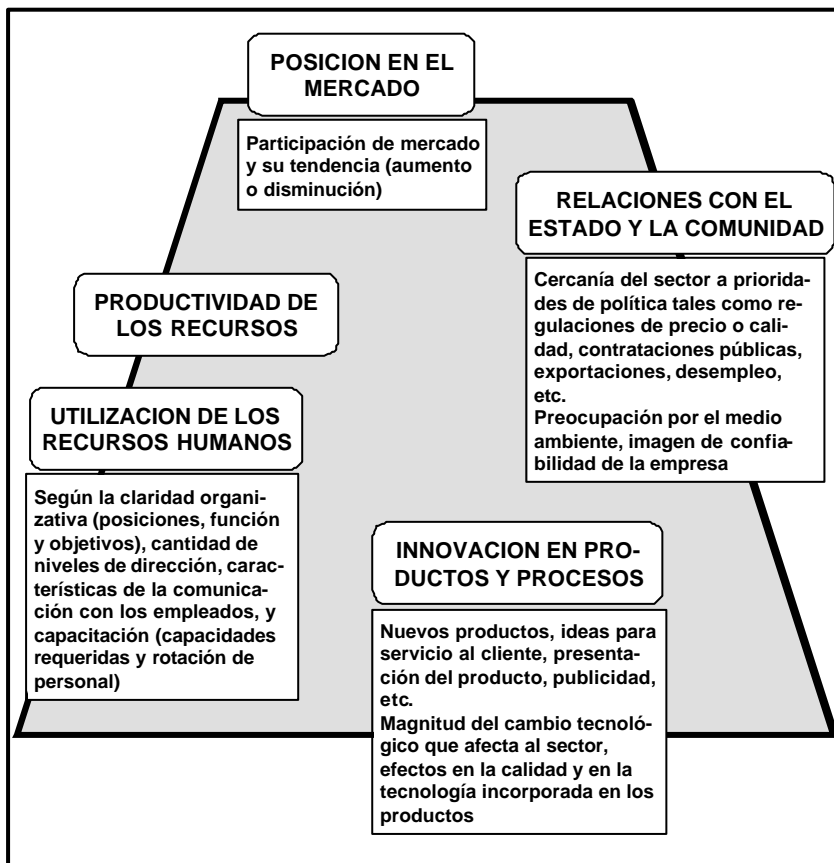 POSICION EN EL
MERCADO
Participación de mercado
y su tendencia (aumento
o disminución)
RELACIONES CON EL
ESTADO Y LA COMUNIDAD
Cercanía del sector a priorida-
des de política tales como re-
gulaciones de precio o cali-
dad, contrataciones públicas,
exportaciones, desempleo,
etc.
Preocupación por el medio
ambiente, imagen de confia-
bilidad de la empresa
PRODUCTIVIDAD DE
LOS RECURSOS
UTILIZACION DE LOS
RECURSOS HUMANOS
Según la claridad organi-
zativa (posiciones, función
y objetivos), cantidad de
niveles de dirección, carac-
terísticas de la comunica-
ción con los empleados, y
capacitación (capacidades
requeridas y rotación de
personal)
INNOVACION EN PRO-
DUCTOS Y PROCESOS
Nuevos productos, ideas para
servicio al cliente, presenta-
ción del producto, publicidad,
etc.
Magnitud del cambio tecnoló-
gico que afecta al sector,
efectos en la calidad y en la
tecnología incorporada en los
productos